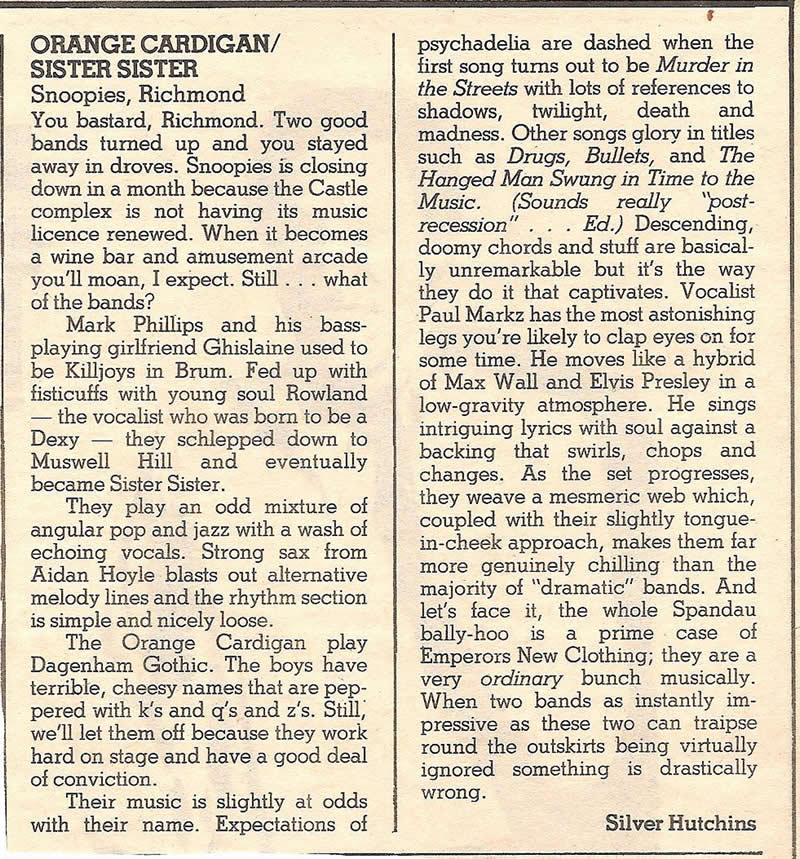 ORANGE CARDIGAN/
SISTER SISTER
Snoopies, Richmond
You bastard, Richmond. Two good
bands turned up and you stayed
away in droves. Snoopies is closing
down in a month because the Castle
complex is not having its music
licence renewed. When it becomes
a wine bar and amusement arcade
you'll moan, I expect. Still . . . what
of the bands?
Mark Phillips and his bass-
playing girlfriend Ghislaine used to
be Killjoys in Brum. Fed up with
fisticuffs with young soul Rowland
— the vocalist who was born to be a
Dexy — they schlepped down to
Muswell Hill and eventually
became Sister Sister.
They play an odd mixture of
angular pop and jazz with a wash of
echoing vocals. Strong sax from
Aidan Hoyle blasts out alternative
melody lines and the rhythm section
is simple and nicely loose.
The Orange Cardigan play
Dagenham Gothic. The boys have
terrible, cheesy names that are pep-
pered with k's and q's and z's. Still,
we'll let them off because they work
hard on stage and have a good deal
of conviction.
Their music is slightly at odds
with their name. Expectations of
psychadelia are dashed when the
first song turns out to be Murder in
the Streets with lots of references to
shadows, twilight, death and
madness. Other songs glory in titles
such as Drugs, Bullets, and The
Hanged Man Swung in Time to the
Music. (Sounds really "post-
recession" . . . Ed.) Descending,
doomy chords and stuff are basical-
ly unremarkable but it's the way
they do it that captivates. Vocalist
Paul Markz has the most astonishing
legs you're likely to clap eyes on for
some time. He moves like a hybrid
of Max Wall and Elvis Presley in a
low-gravity atmosphere. He sings
intriguing lyrics with soul against a
backing that swirls, chops and
changes. As the set progresses,
they weave a mesmeric web which,
coupled with their slightly tongue-
in-cheek approach, makes them far
more genuinely chilling than the
majority of "dramatic" bands. And
let's face it, the whole Spandau
bally-hoo is a prime case of
Emperors New Clothing; they are a
very ordinary bunch musically.
When two bands as instantly im-
pressive as these two can traipse
round the outskirts being virtually
ignored something is drastically
wrong.
Silver Hutchins